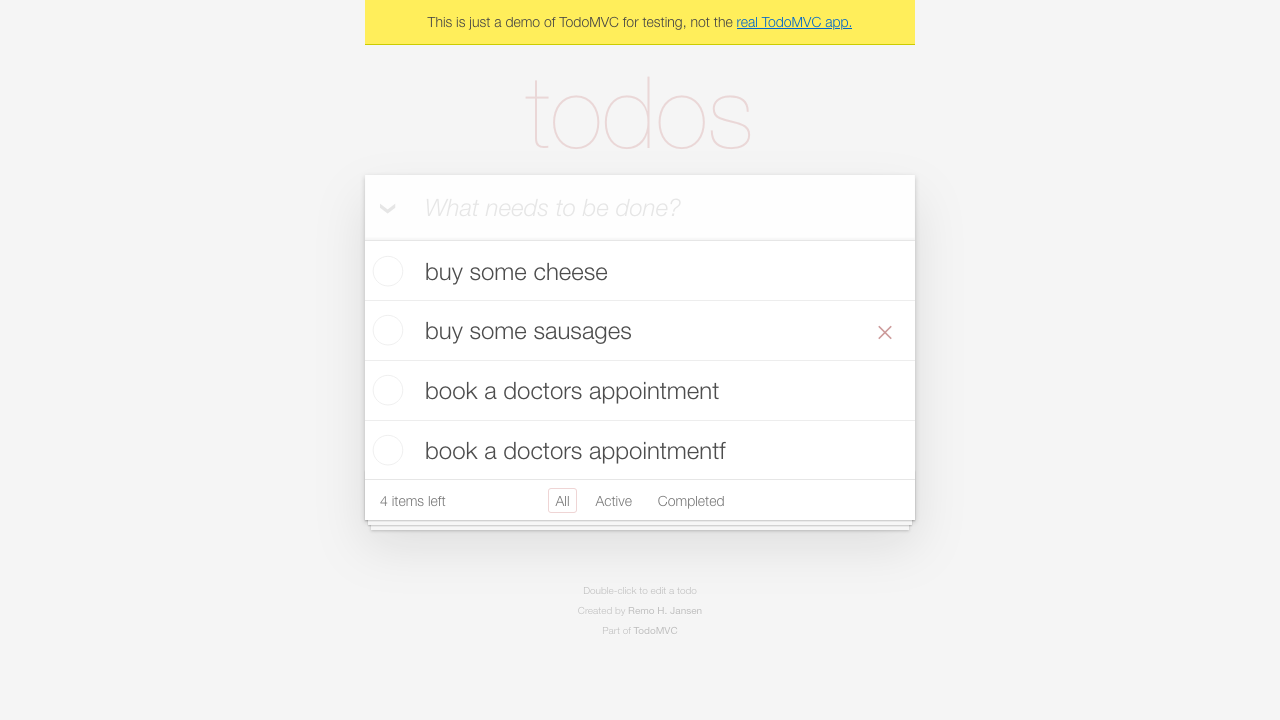 This is just a demo of TodoMVC for testing, not the real TodoMVC app.
todos
What needs to be done?
buy some cheese
buy some sausages
book a doctors appointment
book a doctors appointmentf
4 items left All Active Completed
Double-click to edit a todo
Created by Remo H. Jansen
Part of TodoMVC